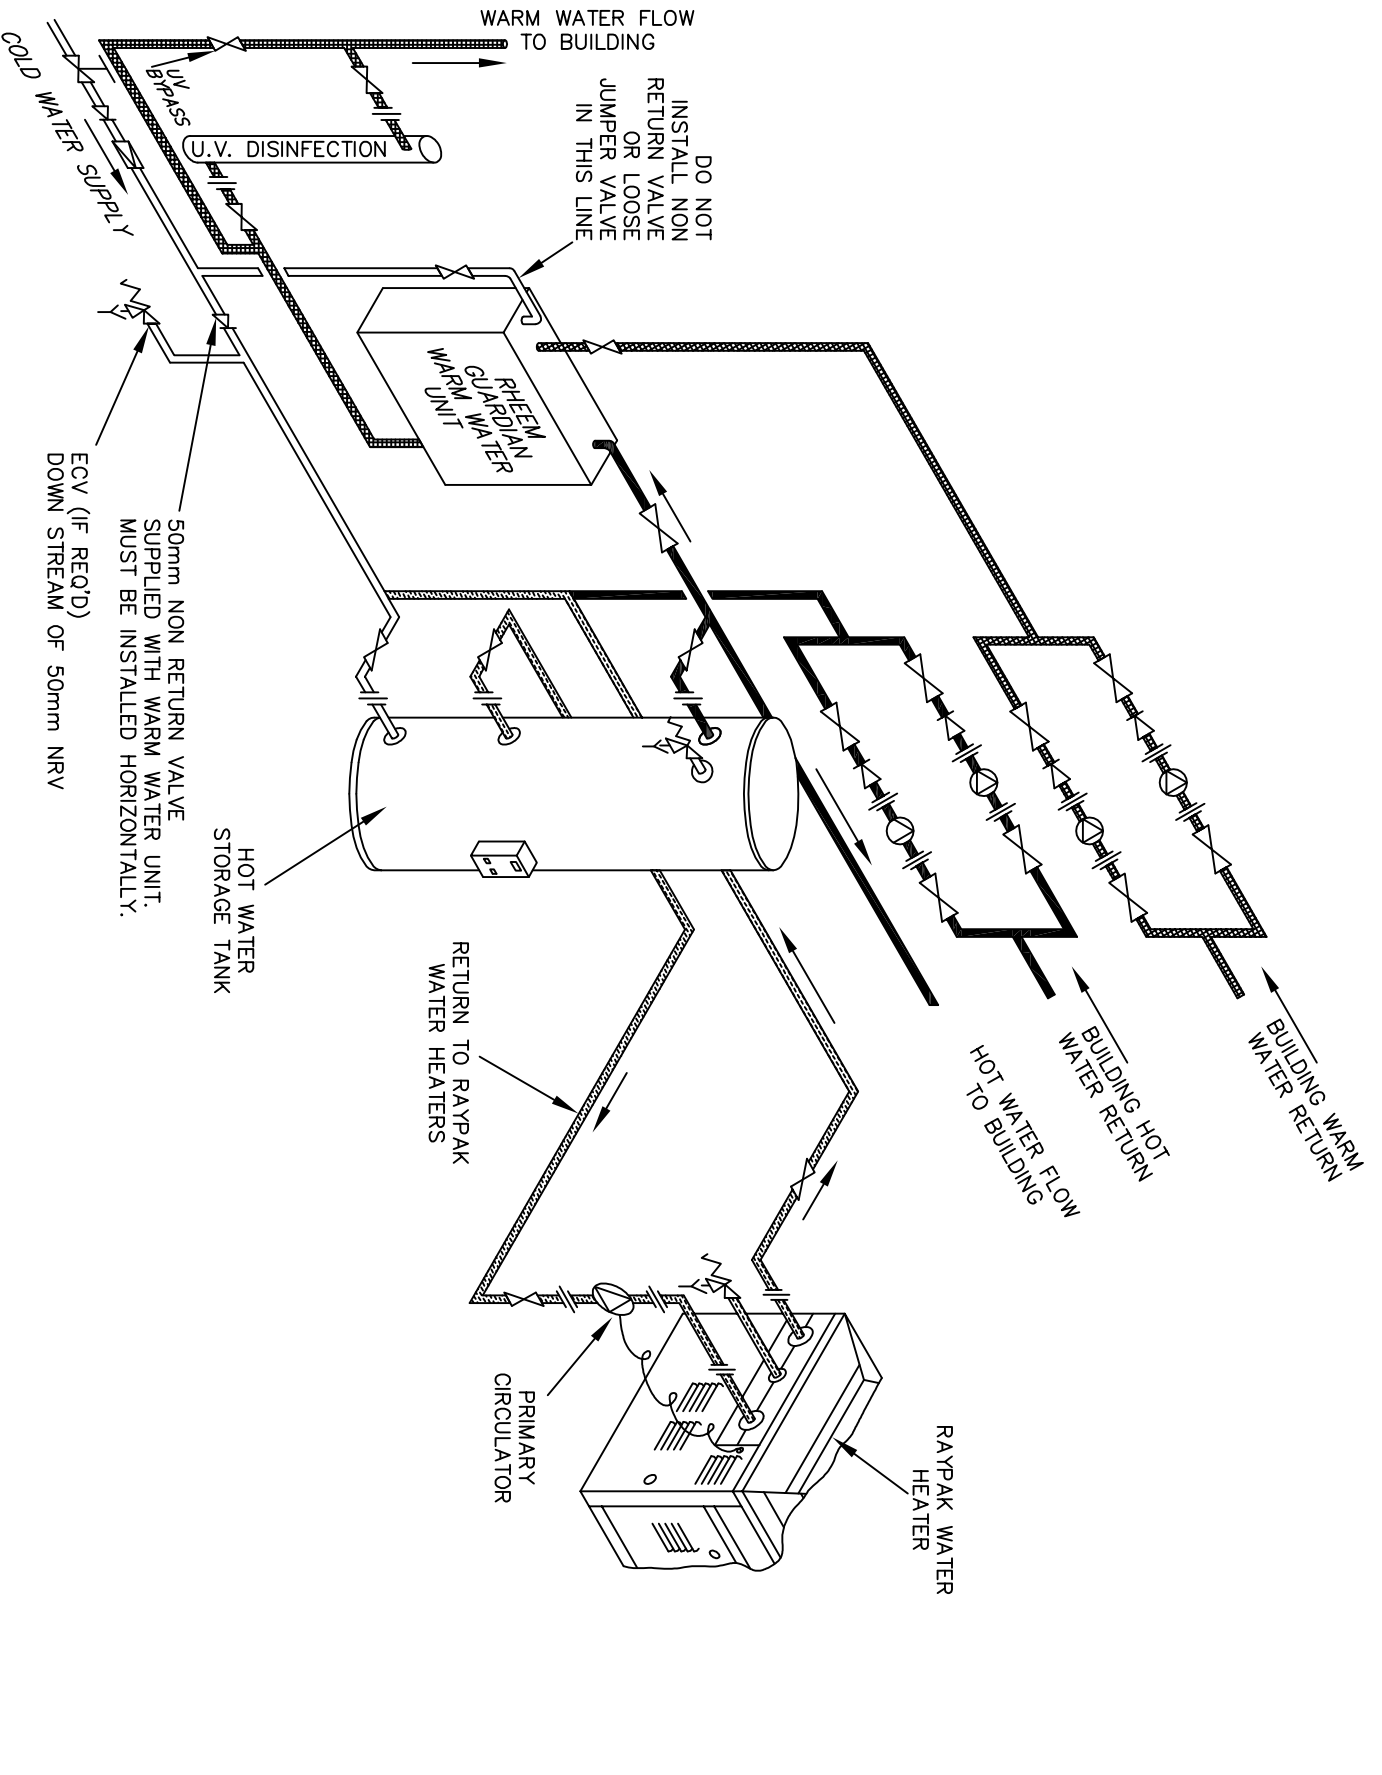 WARM WATER FLOW
TO BUILDING
COLD WATER SUPPLY
UV
BYPASS
U.V. DISINFECTION
DO NOT
INSTALL NON
RETURN VALVE
OR LOOSE
JUMPER VALVE
IN THIS LINE
RHEEM
GUARDIAN
WARM WATER
UNIT
ECV (IF REQ'D)
DOWN STREAM OF 50mm NRV
50mm NON RETURN VALVE
SUPPLIED WITH WARM WATER UNIT.
MUST BE INSTALLED HORIZONTALLY.
HOT WATER
STORAGE TANK
RETURN TO RAYPAK
WATER HEATERS
BUILDING WARM
WATER RETURN
BUILDING HOT
WATER RETURN
HOT WATER FLOW
TO BUILDING
PRIMARY
CIRCULATOR
RAYPAK WATER
HEATER